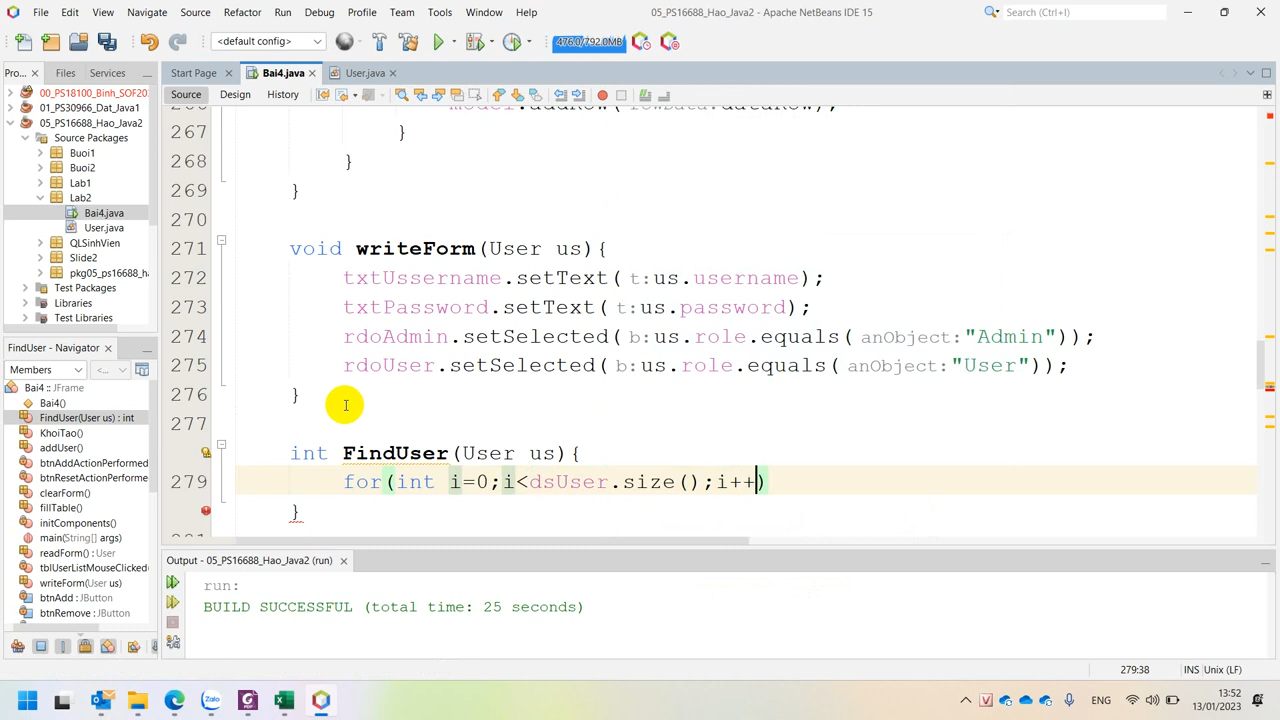 File Edit View Navigate Source Refactor Run Debug Profile Team Tools Window Help
05_PS16688_Hao_Java2 - Apache NetBeans IDE 15
Search (Ctrl+I)
<default config>
476.0/792.0MB
Pro...
Files
Services
Start Page
Bai4.java
User.java
00_PS18100_Binh_SOF20
01_PS30966_Dat_Java1
05_PS16688_Hao_Java2
Source Packages
Buoi1
Buoi2
Lab1
Lab2
Bai4.java
User.java
QLSinhVien
Slide2
pkg05_ps16688_ha
Test Packages
Libraries
Test Libraries
Source Design History
model.addRow(rowData:dataRow);
267 }
268 }
269 }
270
271 void writeForm(User us){
272 txtUssername.setText(t:us.username);
273 txtPassword.setText(t:us.password);
274 rdoAdmin.setSelected(b:us.role.equals(anObject:"Admin"));
275 rdoUser.setSelected(b:us.role.equals(anObject:"User"));
276 }
277
int FindUser(User us){
279 for(int i=0;i<dsUser.size();i++)
}
FindUser - Navigator
Members
<...
Bai4 :: JFrame
Bai4()
FindUser(User us) : int
KhoiTao()
addUser()
btnAddActionPerformed
btnResetActionPerformed
clearForm()
fillTable()
initComponents()
main(String[] args)
readForm() : User
tblUserListMouseClicked
writeForm(User us)
btnAdd : JButton
btnRemove : JButton
Output - 05_PS16688_Hao_Java2 (run)
run:
BUILD SUCCESSFUL (total time: 25 seconds)
279:38
INS
Unix (LF)
Zalo
ENG
13:52
13/01/2023